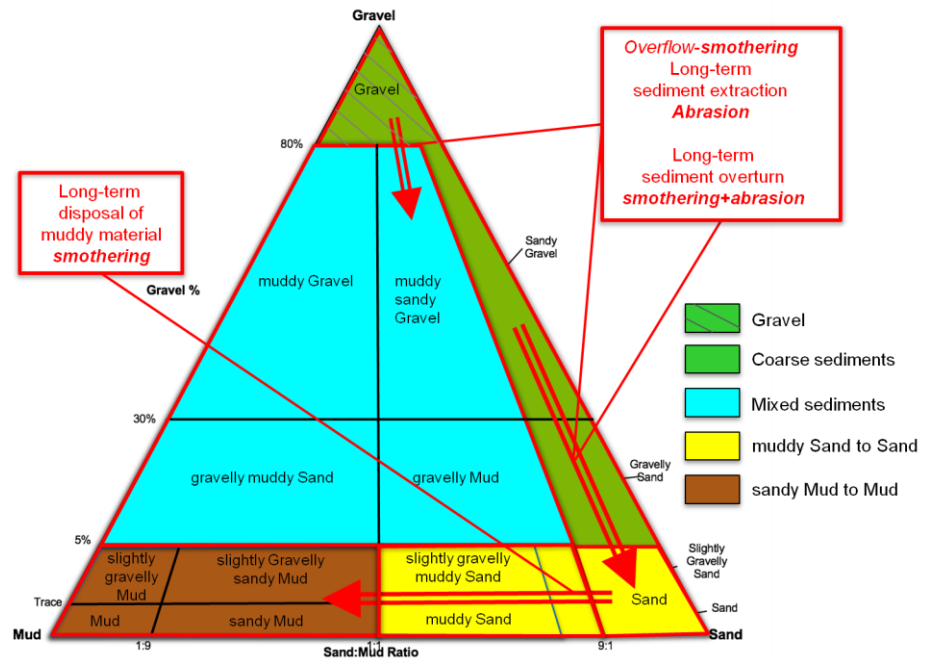 Gravel
Gravel
80%
Overflow-smothering
Long-term
sediment extraction
Abrasion
Long-term
sediment overturn
smothering+abrasion
Long-term
disposal of
muddy material
smothering
Gravel %
Sandy
Gravel
muddy Gravel
muddy
sandy
Gravel
Gravel
Coarse sediments
Mixed sediments
muddy Sand to Sand
sandy Mud to Mud
30%
gravelly muddy Sand
gravelly Mud
Gravelly
Sand
5%
slightly
gravelly
Mud
slightly Gravelly
sandy Mud
slightly gravelly
muddy Sand
Slightly
Gravelly
Sand
Sand
Trace
Sand
Mud
Mud
sandy Mud
muddy Sand
Sand
1:9
Sand:Mud Ratio
9:1